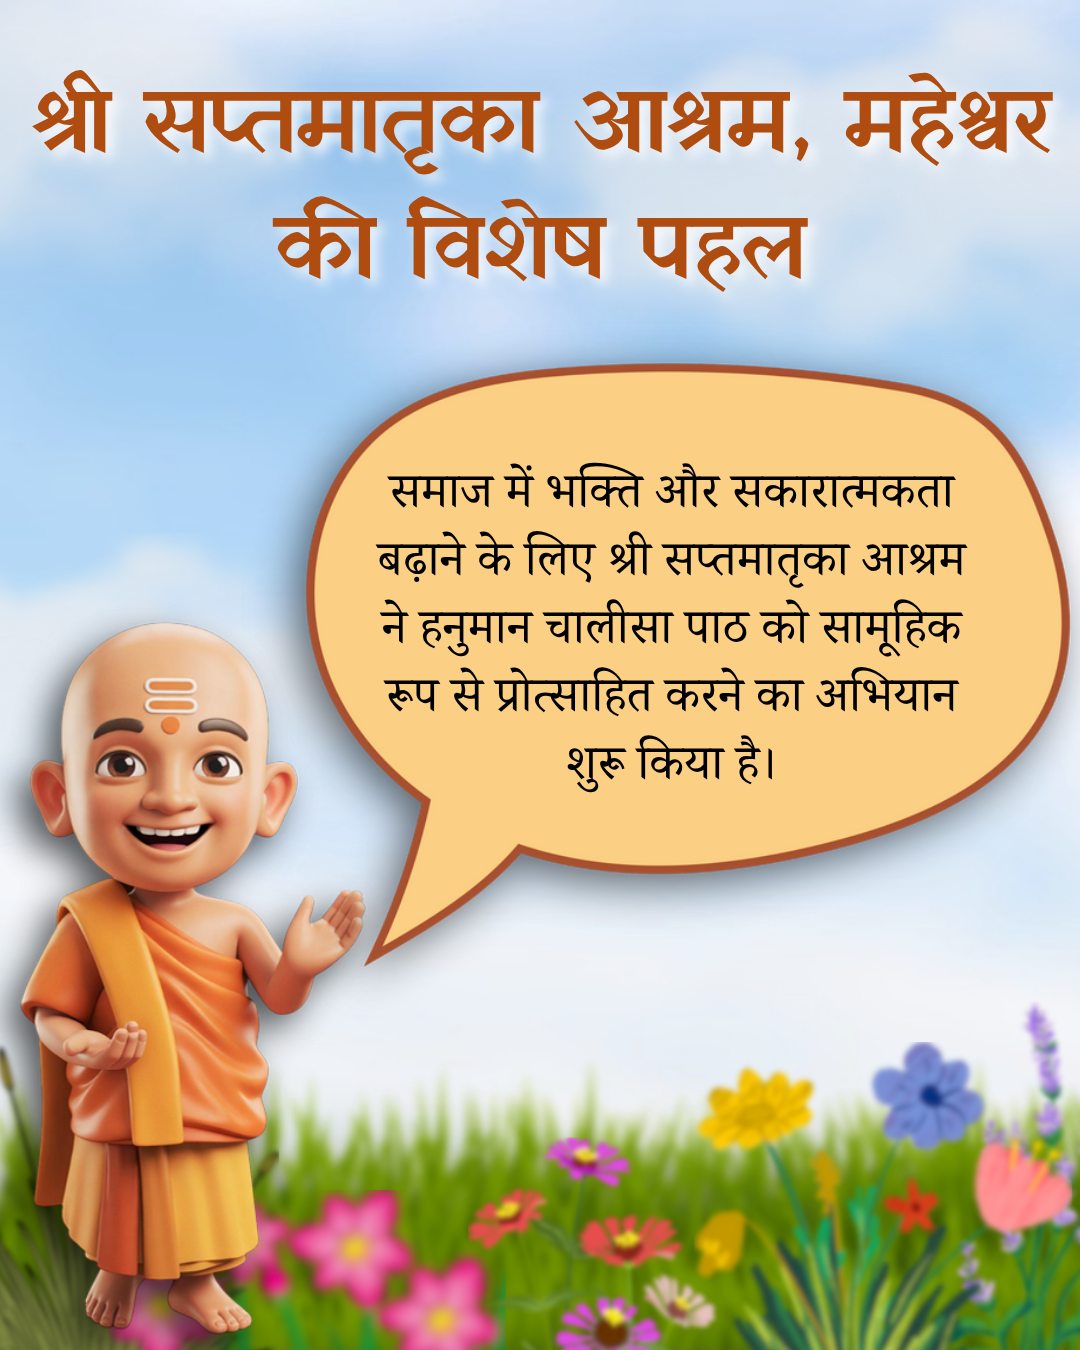 श्री सप्तमातृका आश्रम, महेश्वर
की विशेष पहल
समाज में भक्ति और सकारात्मकता
बढ़ाने के लिए श्री सप्तमातृका आश्रम
ने हनुमान चालीसा पाठ को सामूहिक
रूप से प्रोत्साहित करने का अभियान
शुरू किया है।